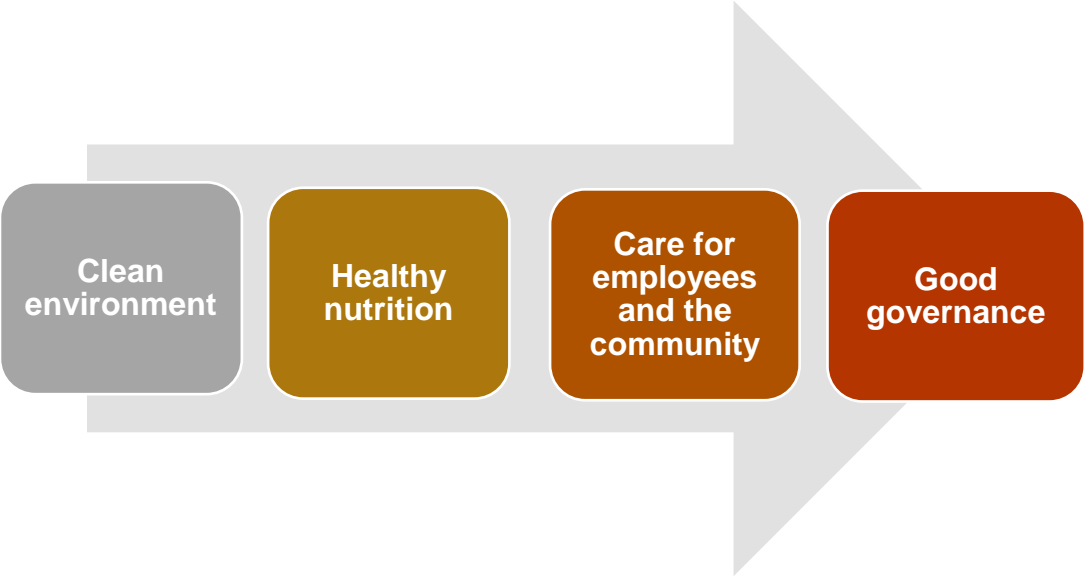 Clean
environment
Healthy
nutrition
Care for
employees
and the
community
Good
governance